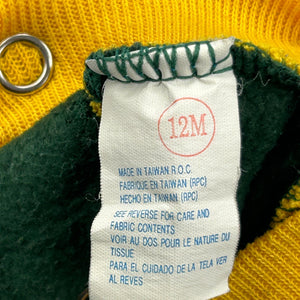 12M
MADE IN TAIWAN R.O.C.
FABRIQUE EN TAIWAN (RPC)
HECHO EN TAIWAN (RPC)
SEE REVERSE FOR CARE AND
FABRIC CONTENTS
VOIR AU DOS POUR LE NATURE DU
TISSUE
PARA EL CUIDADO DE LA TELA VER
AL REVES